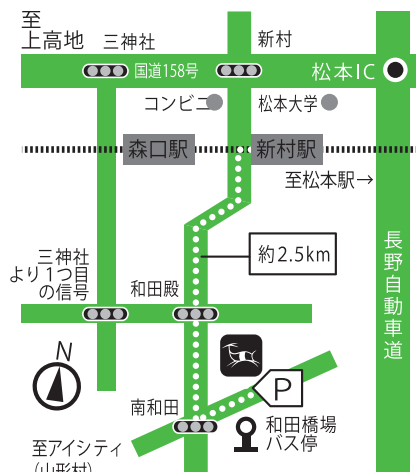 至
上高地
三神社
新村
国道158号
松本IC
コンビニ
松本大学
森口駅
新村駅
至松本駅→
長野自動車道
三神社
より1つ目
の信号
約2.5km
和田殿
N
P
南和田
和田橋場
バス停
至アイシティ
(山形村)